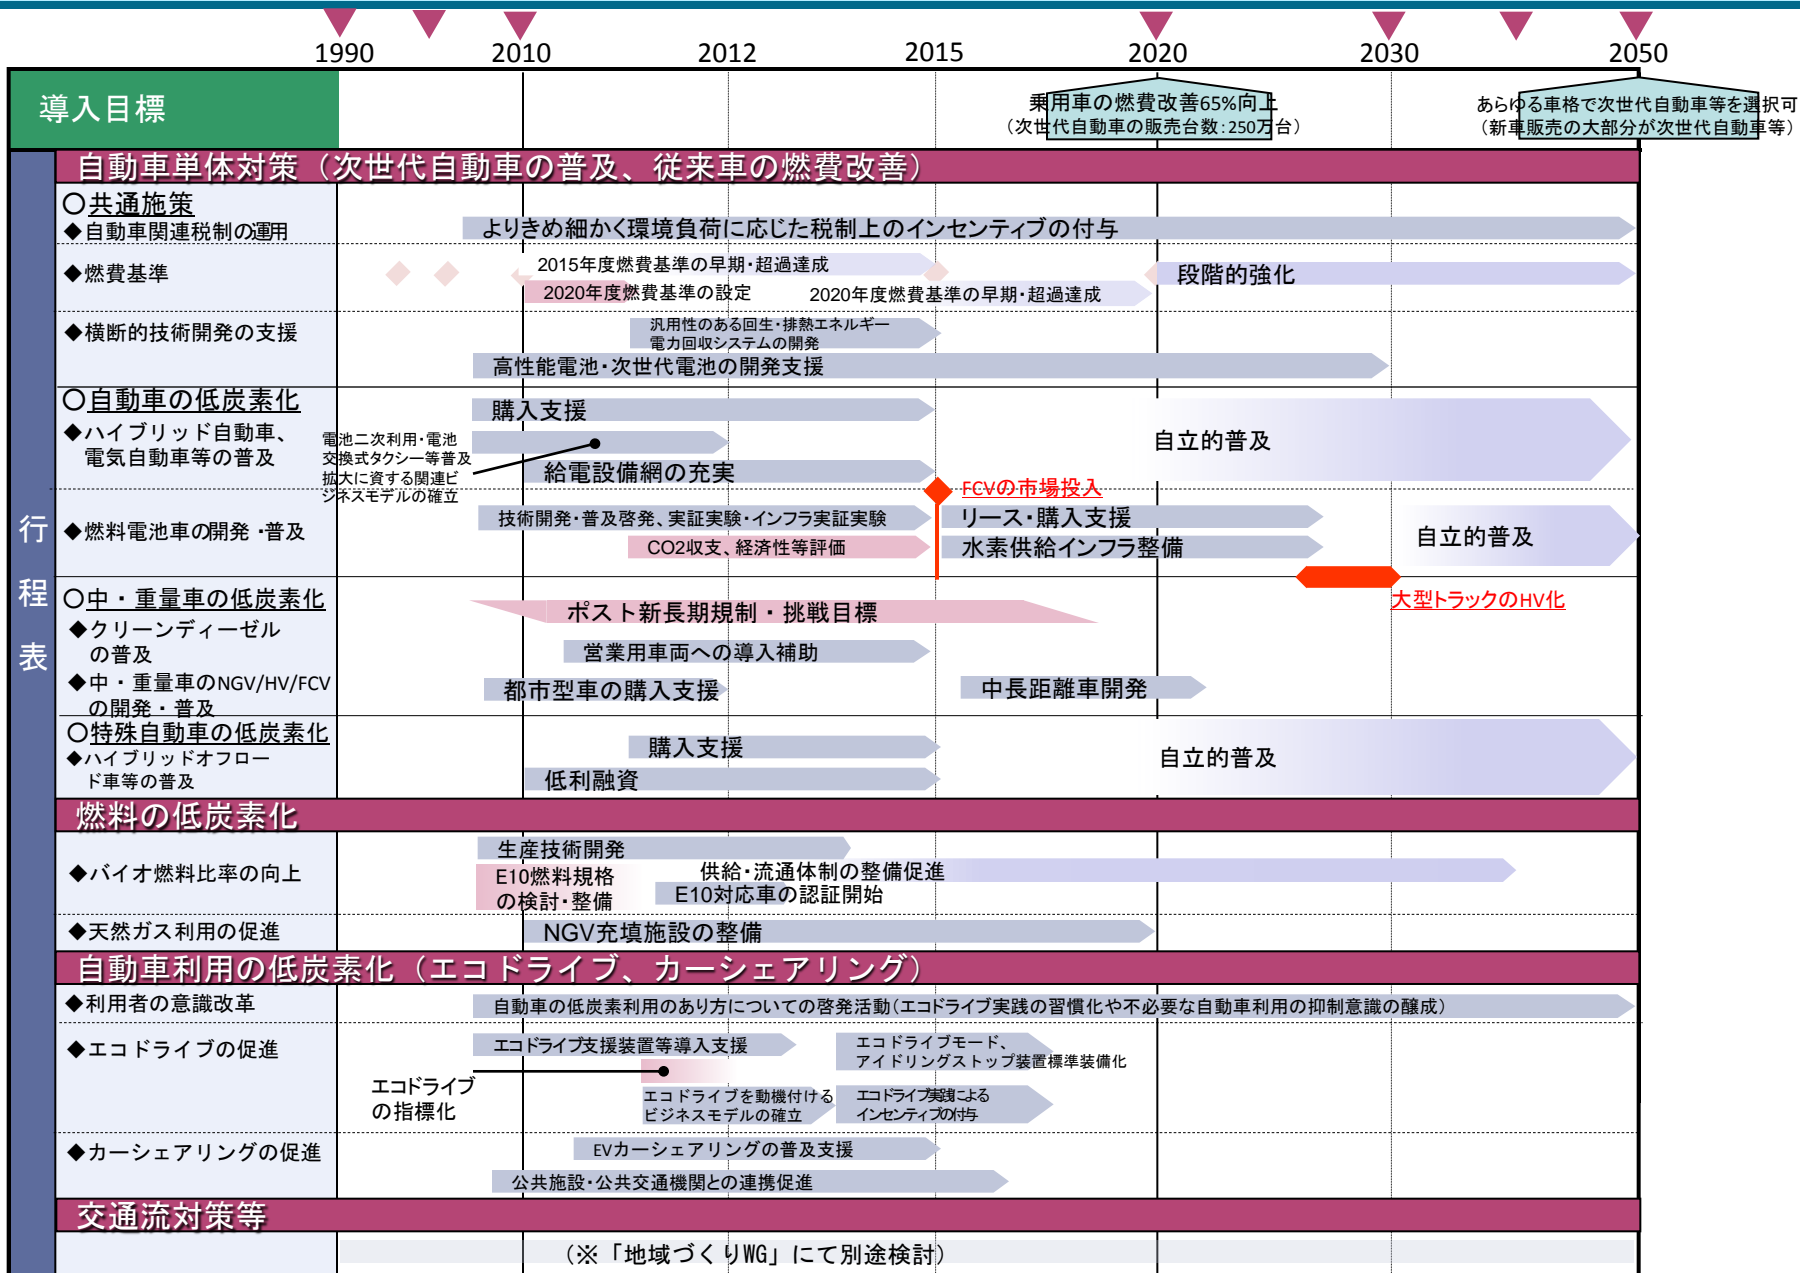 1990 2010 2012 2015 2020 2030 2050
導入目標
乗用車の燃費改善65%向上
（次世代自動車の販売台数：250万台）
あらゆる車格で次世代自動車等を選択可
（新車販売の大部分が次世代自動車等）
行程表
自動車単体対策（次世代自動車の普及、従来車の燃費改善）
〇共通施策
◆自動車関連税制の運用
よりきめ細かく環境負荷に応じた税制上のインセンティブの付与
◆燃費基準
2015年度燃費基準の早期・超過達成
2020年度燃費基準の設定
2020年度燃費基準の早期・超過達成
段階的強化
◆横断的技術開発の支援
汎用性のある回生・排熱エネルギー
電力回収システムの開発
高性能電池・次世代電池の開発支援
〇自動車の低炭素化
◆ハイブリッド自動車、
電気自動車等の普及
購入支援
電池二次利用・電池
交換式タクシー等普及
拡大に資する関連ビ
ジネスモデルの確立
給電設備網の充実
自立的普及
FCVの市場投入
◆燃料電池車の開発・普及
技術開発・普及啓発、実証実験・インフラ実証実験
CO2収支、経済性等評価
リース・購入支援
水素供給インフラ整備
自立的普及
大型トラックのHV化
〇中・重量車の低炭素化
◆クリーンディーゼル
の普及
ポスト新長期規制・挑戦目標
営業用車両への導入補助
◆中・重量車のNGV/HV/FCV
の開発・普及
都市型車の購入支援
中長距離車開発
〇特殊自動車の低炭素化
◆ハイブリッドオフロー
ド車等の普及
購入支援
低利融資
自立的普及
燃料の低炭素化
◆バイオ燃料比率の向上
生産技術開発
E10燃料規格
の検討・整備
供給・流通体制の整備促進
E10対応車の認証開始
◆天然ガス利用の促進
NGV充填施設の整備
自動車利用の低炭素化（エコドライブ、カーシェアリング）
◆利用者の意識改革
自動車の低炭素利用のあり方についての啓発活動（エコドライブ実践の習慣化や不必要な自動車利用の抑制意識の醸成）
◆エコドライブの促進
エコドライブ支援装置等導入支援
エコドライブモード、
アイドリングストップ装置標準装備化
エコドライブ
の指標化
エコドライブを動機付ける
ビジネスモデルの確立
エコドライブ実践による
インセンティブの付与
◆カーシェアリングの促進
EVカーシェアリングの普及支援
公共施設・公共交通機関との連携促進
交通流対策等
（※「地域づくりWG」にて別途検討）